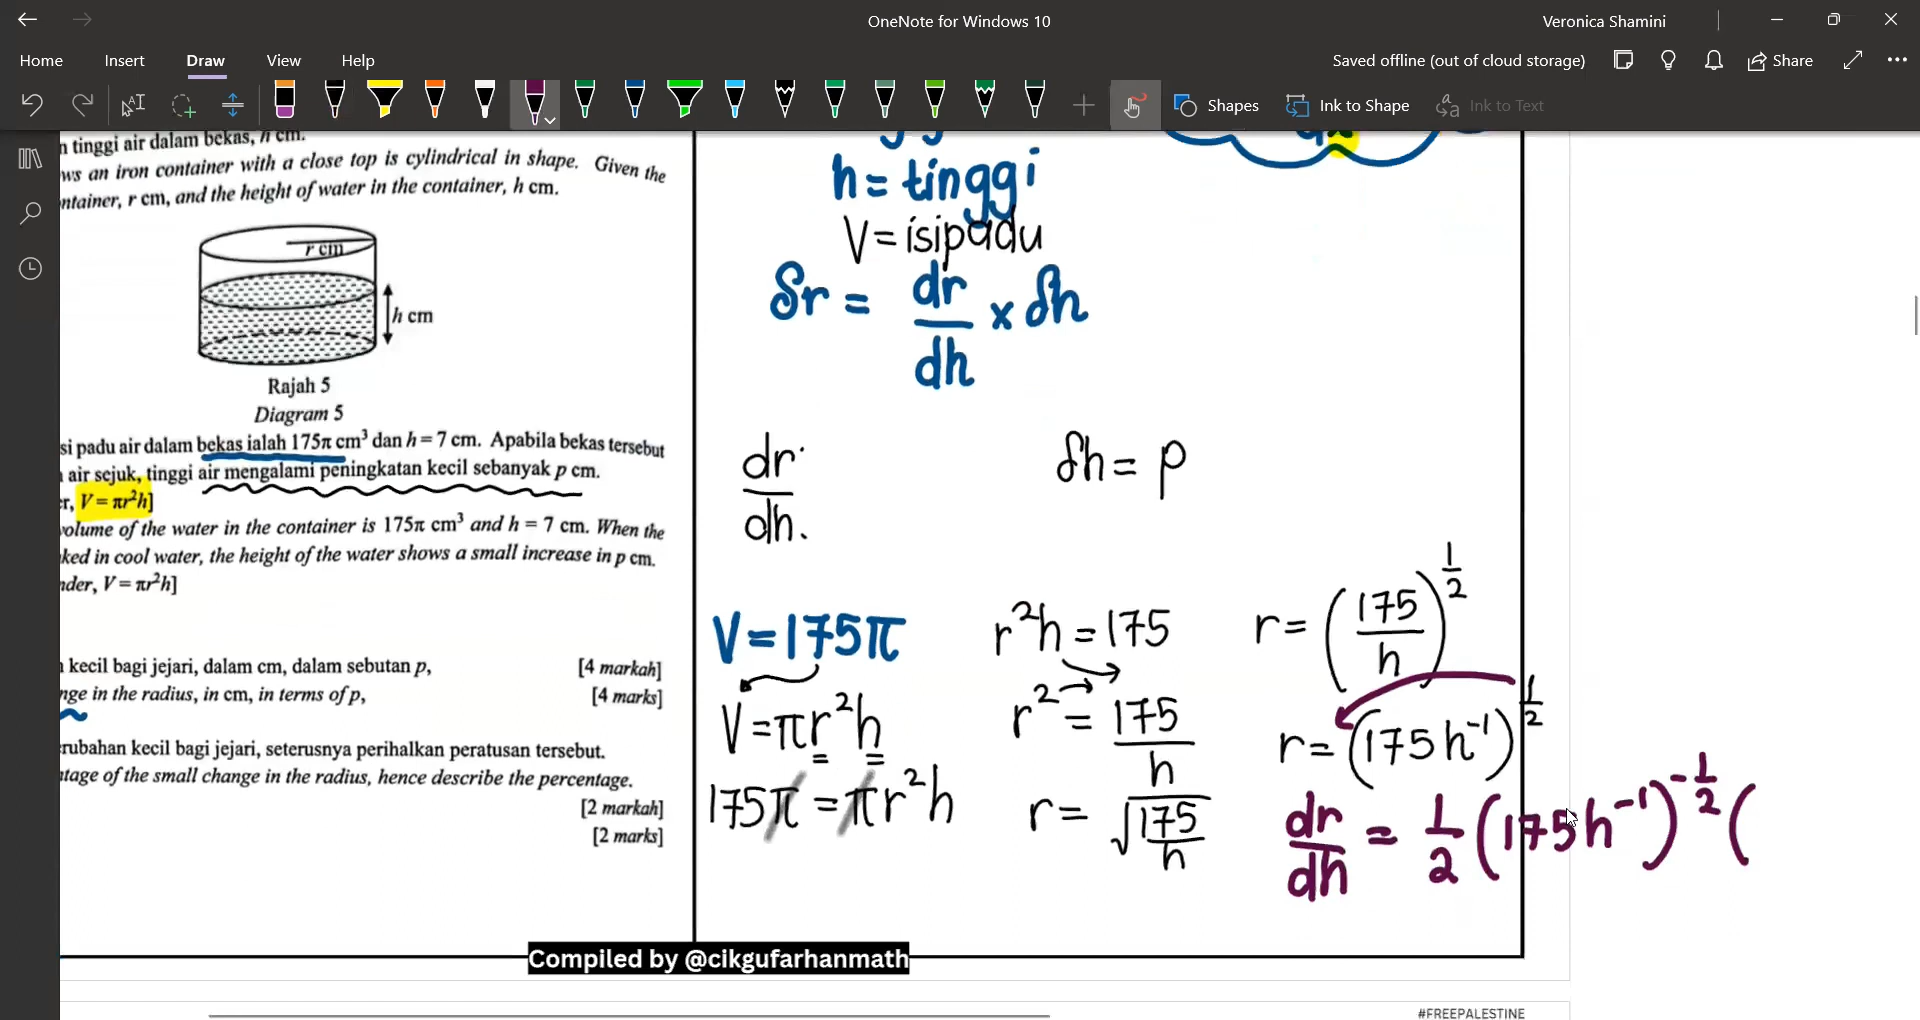 OneNote for Windows 10
Veronica Shamini
Home Insert Draw View Help
Saved offline (out of cloud storage) Share
Shapes Ink to Shape Ink to Text
n tinggi air dalam bekas, h cm.
ws an iron container with a close top is cylindrical in shape. Given the
ntainer, r cm, and the height of water in the container, h cm.
r cm
h cm
Rajah 5
Diagram 5
si padu air dalam bekas ialah 175π cm³ dan h = 7 cm. Apabila bekas tersebut
air sejuk, tinggi air mengalami peningkatan kecil sebanyak p cm.
er, V = πr²h]
volume of the water in the container is 175π cm³ and h = 7 cm. When the
ked in cool water, the height of the water shows a small increase in p cm.
nder, V = πr²h]
kecil bagi jejari, dalam cm, dalam sebutan p, [4 markah]
nge in the radius, in cm, in terms of p, [4 marks]
erubahan kecil bagi jejari, seterusnya perihalkan peratusan tersebut.
ntage of the small change in the radius, hence describe the percentage.
[2 markah]
[2 marks]
h = tinggi
V = isipadu
δr = dr/dh × δh
dr/dh.
δh = p
V = 175π
V = πr²h
175π = πr²h
r²h = 175
r² = 175/h
r = √(175/h)
r = (175/h)^(1/2)
r = (175h⁻¹)^(1/2)
dr/dh = 1/2 (175h⁻¹)^(-1/2) (
Compiled by @cikgufarhanmath
#FREEPALESTINE